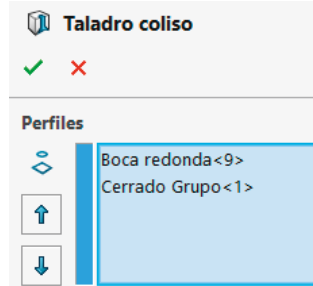 Taladro coliso
Perfiles
Boca redonda<9>
Cerrado Grupo<1>